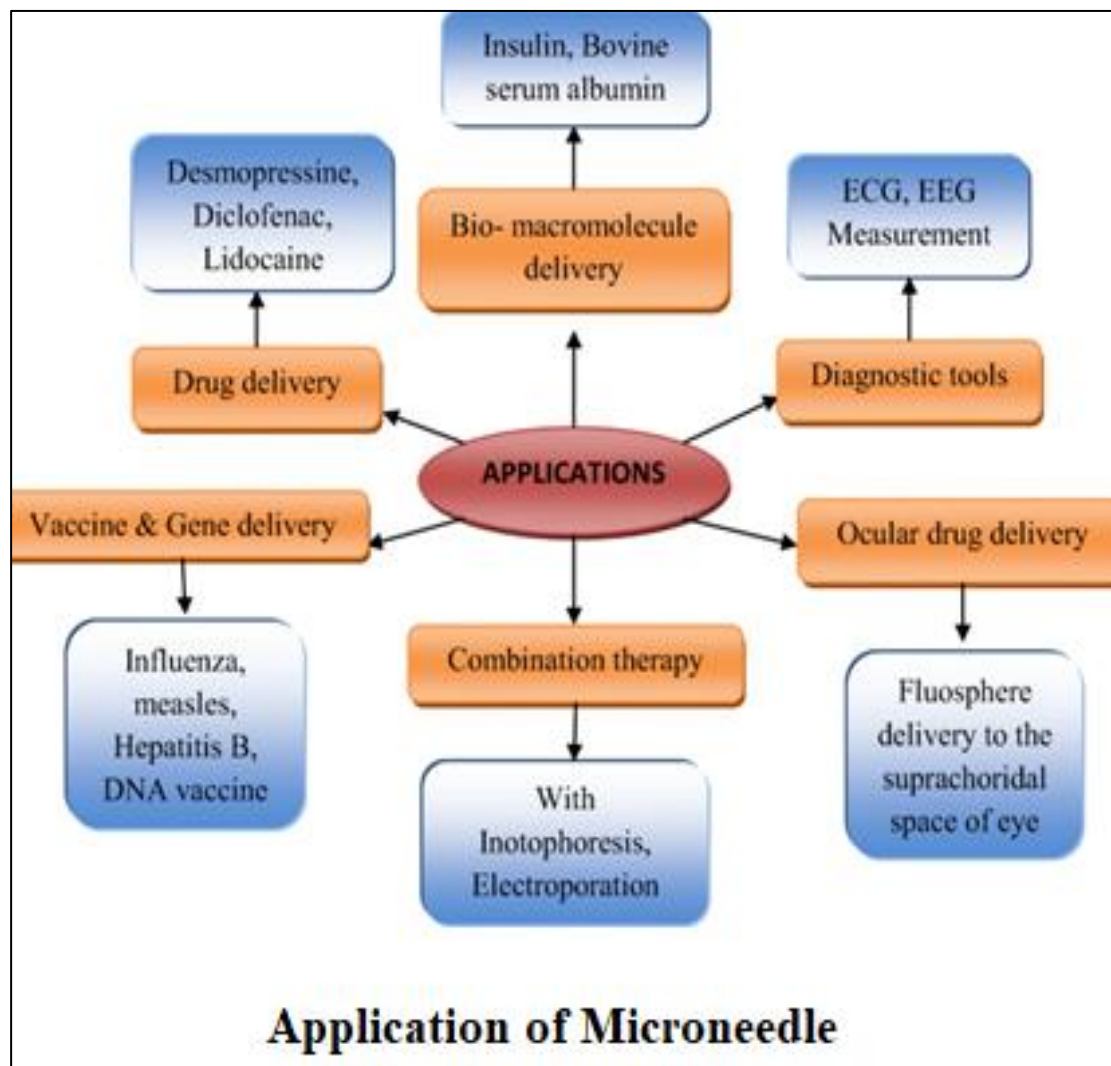 Insulin, Bovine
serum albumin
Desmopressine,
Diclofenac,
Lidocaine
Bio- macromolecule
delivery
ECG, EEG
Measurement
Drug delivery
Diagnostic tools
APPLICATIONS
Vaccine & Gene delivery
Ocular drug delivery
Influenza,
measles,
Hepatitis B,
DNA vaccine
Combination therapy
Fluosphere
delivery to the
suprachoridal
space of eye
With
Inotophoresis,
Electroporation
Application of Microneedle